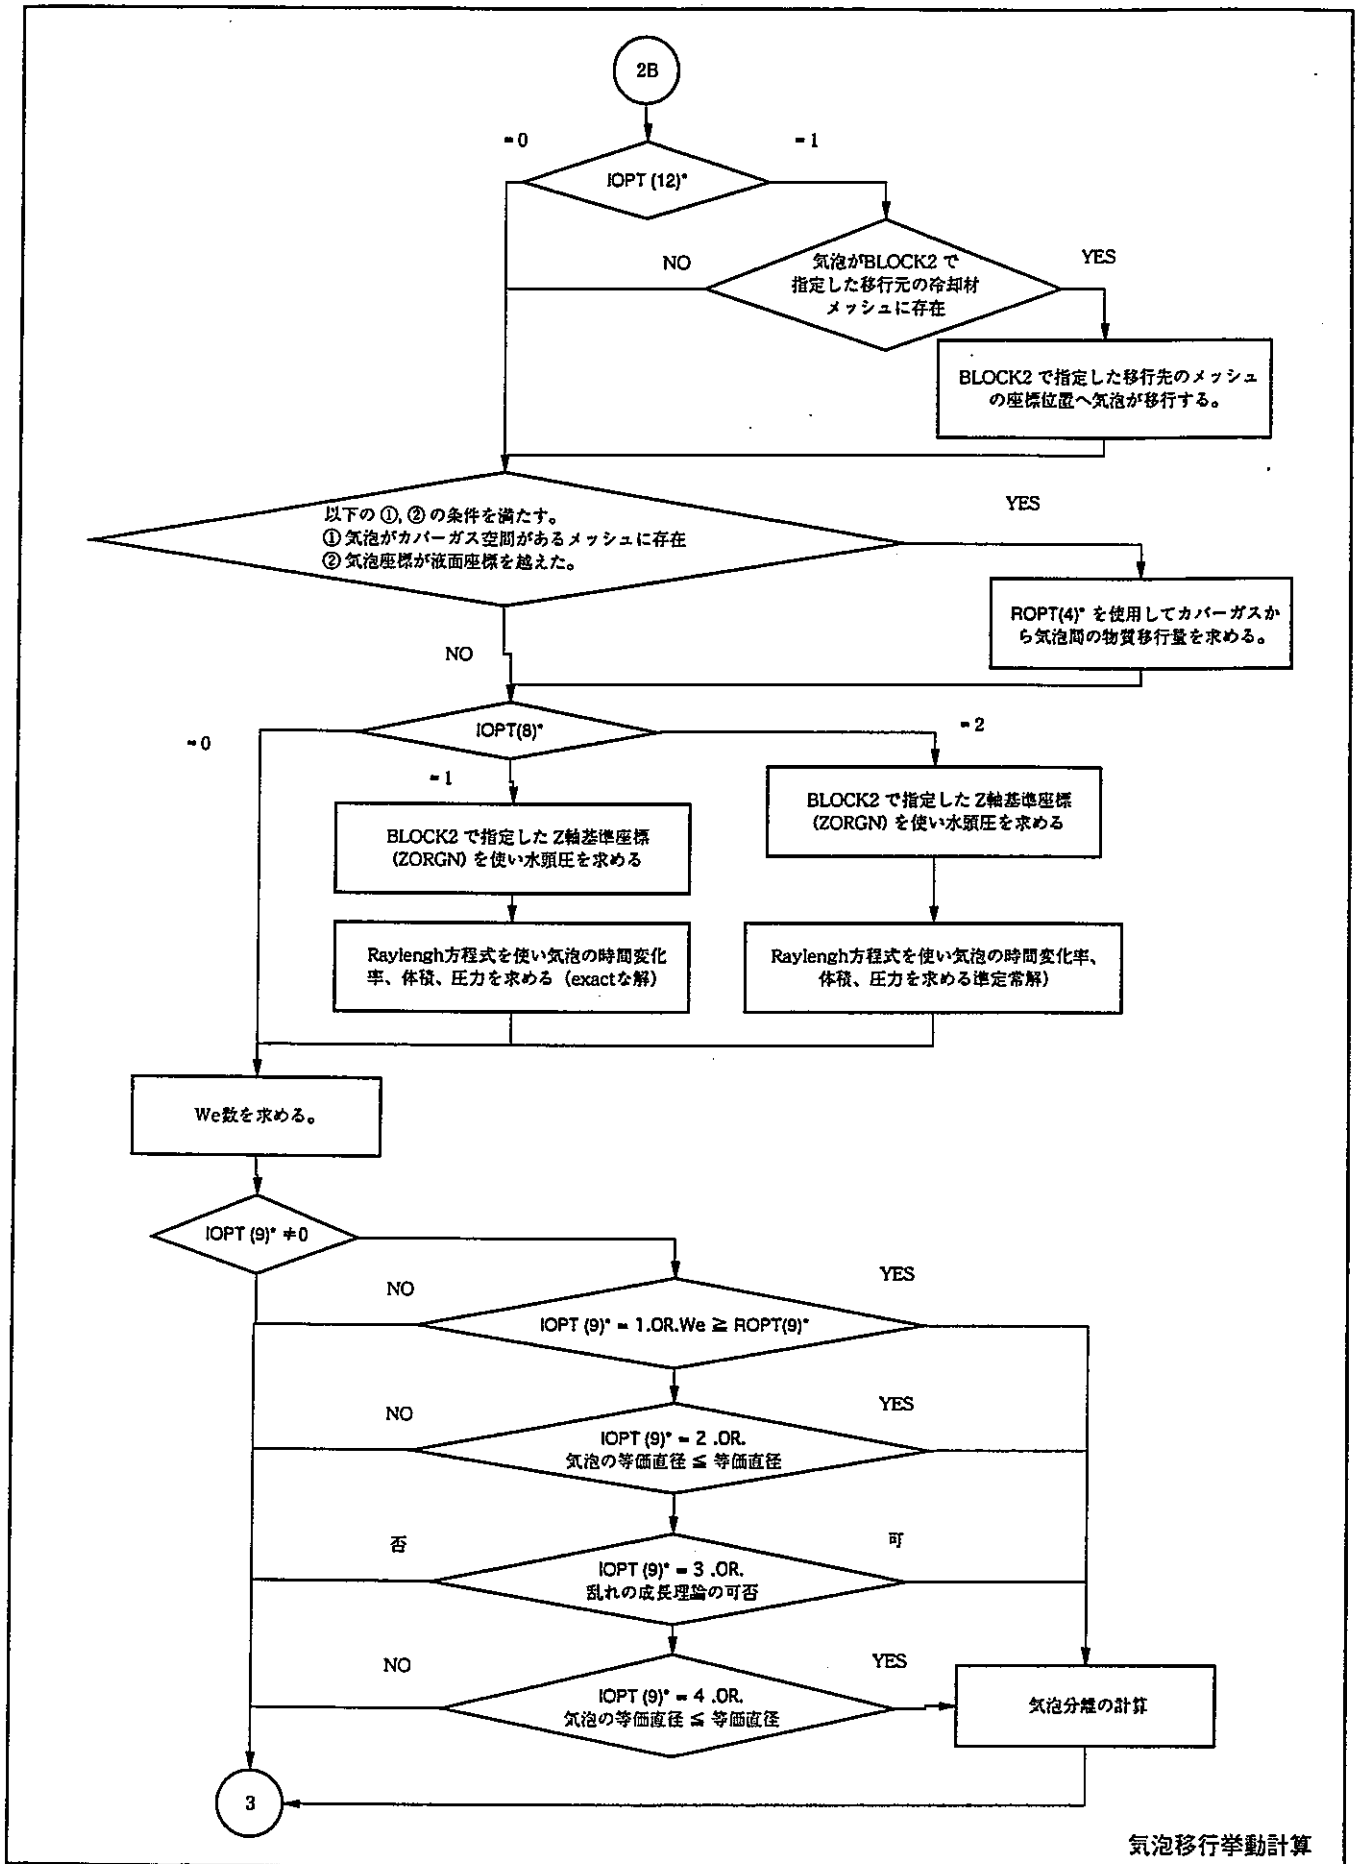 2B
= 0
= 1
IOPT (12)*
気泡がBLOCK2 で
指定した移行元の冷却材
メッシュに存在
NO
YES
BLOCK2 で指定した移行先のメッシュ
の座標位置へ気泡が移行する。
以下の ①, ② の条件を満たす。
① 気泡がカバーガス空間があるメッシュに存在
② 気泡座標が液面座標を越えた。
YES
ROPT(4)* を使用してカバーガスか
ら気泡間の物質移行量を求める。
NO
IOPT(8)*
= 0
= 1
= 2
BLOCK2 で指定した Z軸基準座標
(ZORGN) を使い水頭圧を求める
BLOCK2 で指定した Z軸基準座標
(ZORGN) を使い水頭圧を求める
Raylengh方程式を使い気泡の時間変化
率、体積、圧力を求める (exactな解)
Raylengh方程式を使い気泡の時間変化率、
体積、圧力を求める準定常解)
We数を求める。
IOPT (9)* ≠0
NO
YES
IOPT (9)* = 1.OR.We ≧ ROPT(9)*
NO
YES
IOPT (9)* = 2 .OR.
気泡の等価直径 ≦ 等価直径
否
可
IOPT (9)* = 3 .OR.
乱れの成長理論の可否
NO
YES
IOPT (9)* = 4 .OR.
気泡の等価直径 ≦ 等価直径
気泡分離の計算
3
気泡移行挙動計算